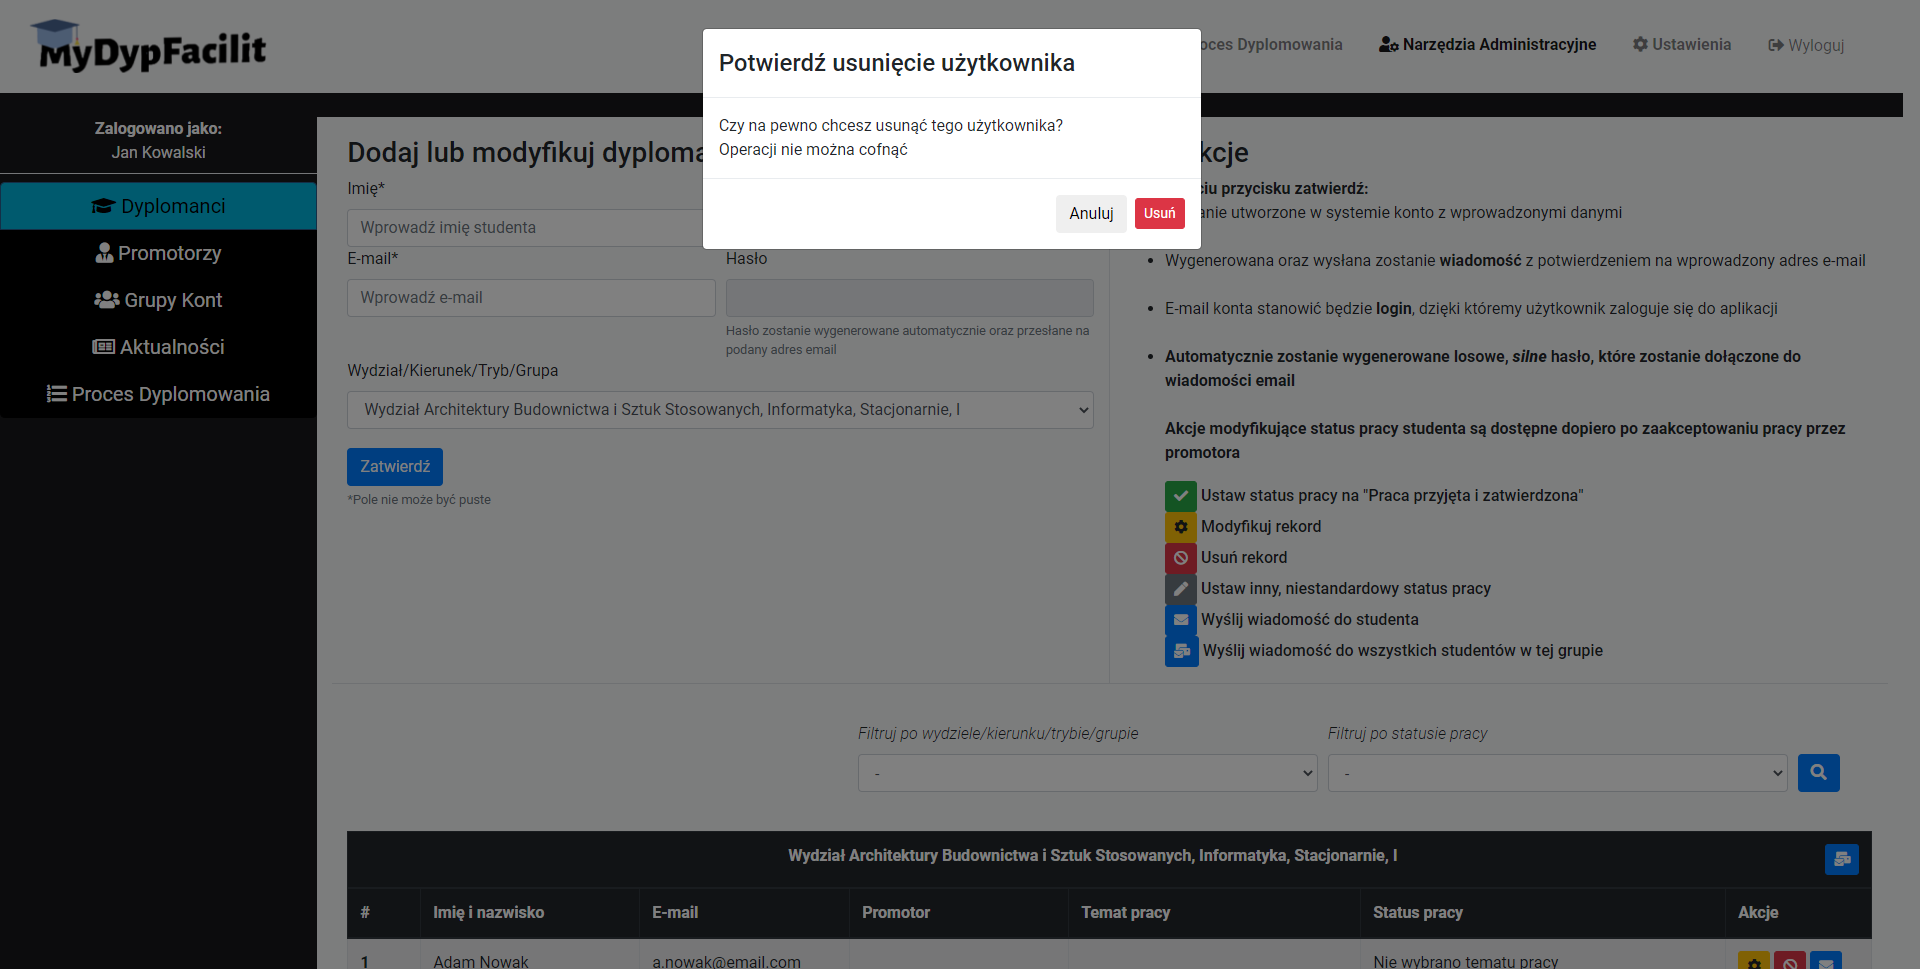 MyDypFacilit
oces Dyplomowania
Narzędzia Administracyjne
Ustawienia
Wyloguj
Potwierdź usunięcie użytkownika
Czy na pewno chcesz usunąć tego użytkownika?
Operacji nie można cofnąć
Anuluj
Usuń
Zalogowano jako:
Jan Kowalski
Dyplomanci
Promotorzy
Grupy Kont
Aktualności
Proces Dyplomowania
Dodaj lub modyfikuj dyploma
Imię*
Wprowadź imię studenta
E-mail*
Hasło
Wprowadź e-mail
Hasło zostanie wygenerowane automatycznie oraz przesłane na
podany adres email
Wydział/Kierunek/Tryb/Grupa
Wydział Architektury Budownictwa i Sztuk Stosowanych, Informatyka, Stacjonarnie, I
Zatwierdź
*Pole nie może być puste
kcje
iu przycisku zatwierdź:
anie utworzone w systemie konto z wprowadzonymi danymi
• Wygenerowana oraz wysłana zostanie wiadomość z potwierdzeniem na wprowadzony adres e-mail
• E-mail konta stanowić będzie login, dzięki któremy użytkownik zaloguje się do aplikacji
• Automatycznie zostanie wygenerowane losowe, silne hasło, które zostanie dołączone do
wiadomości email
Akcje modyfikujące status pracy studenta są dostępne dopiero po zaakceptowaniu pracy przez
promotora
Ustaw status pracy na "Praca przyjęta i zatwierdzona"
Modyfikuj rekord
Usuń rekord
Ustaw inny, niestandardowy status pracy
Wyślij wiadomość do studenta
Wyślij wiadomość do wszystkich studentów w tej grupie
Filtruj po wydziele/kierunku/trybie/grupie
Filtruj po statusie pracy
-
-
Wydział Architektury Budownictwa i Sztuk Stosowanych, Informatyka, Stacjonarnie, I
# Imię i nazwisko E-mail Promotor Temat pracy Status pracy Akcje
1 Adam Nowak a.nowak@email.com Nie wybrano tematu pracy